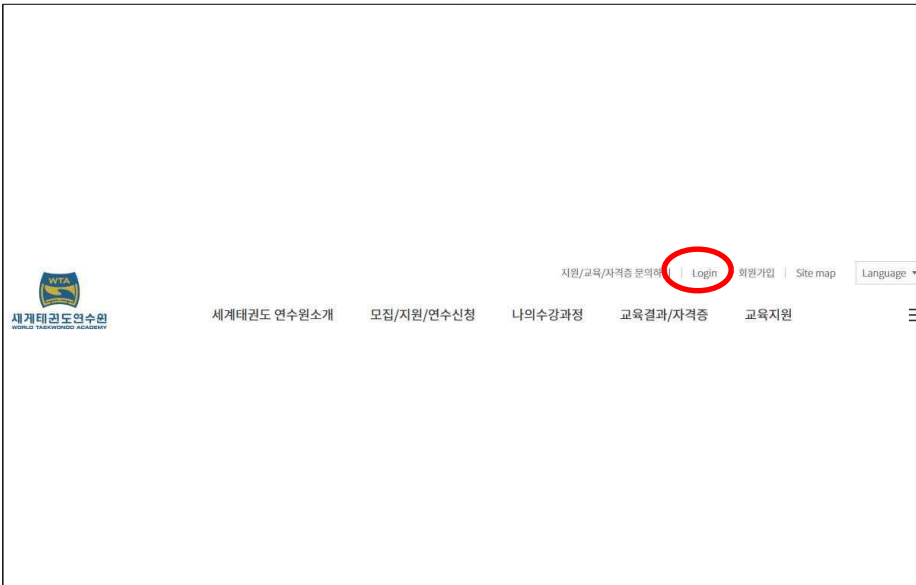 지원/교육/자격증 문의하 | Login 회원가입 | Site map Language
WTA
세계태권도연수원
WORLD TAEKWONDO ACADEMY
세계태권도 연수원소개 모집/지원/연수신청 나의수강과정 교육결과/자격증 교육지원